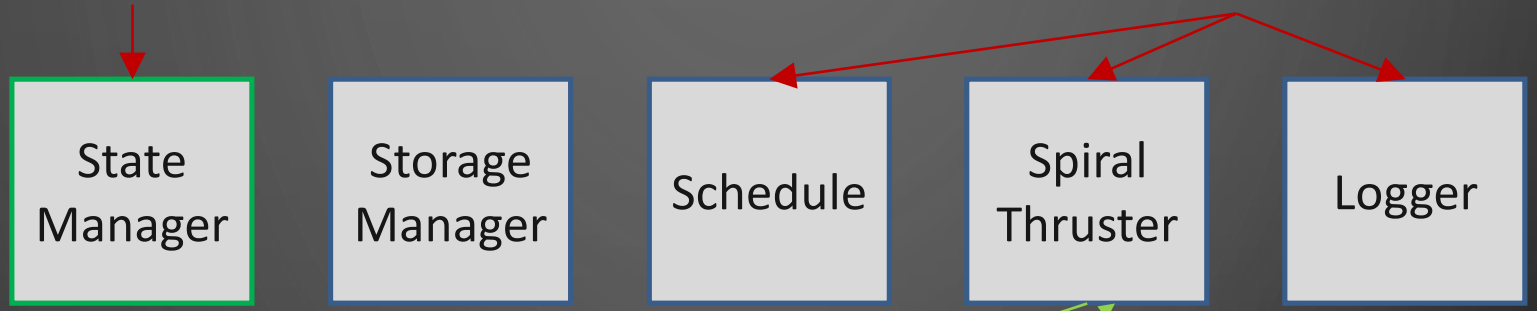 State
Manager
Storage
Manager
Schedule
Spiral
Thruster
Logger